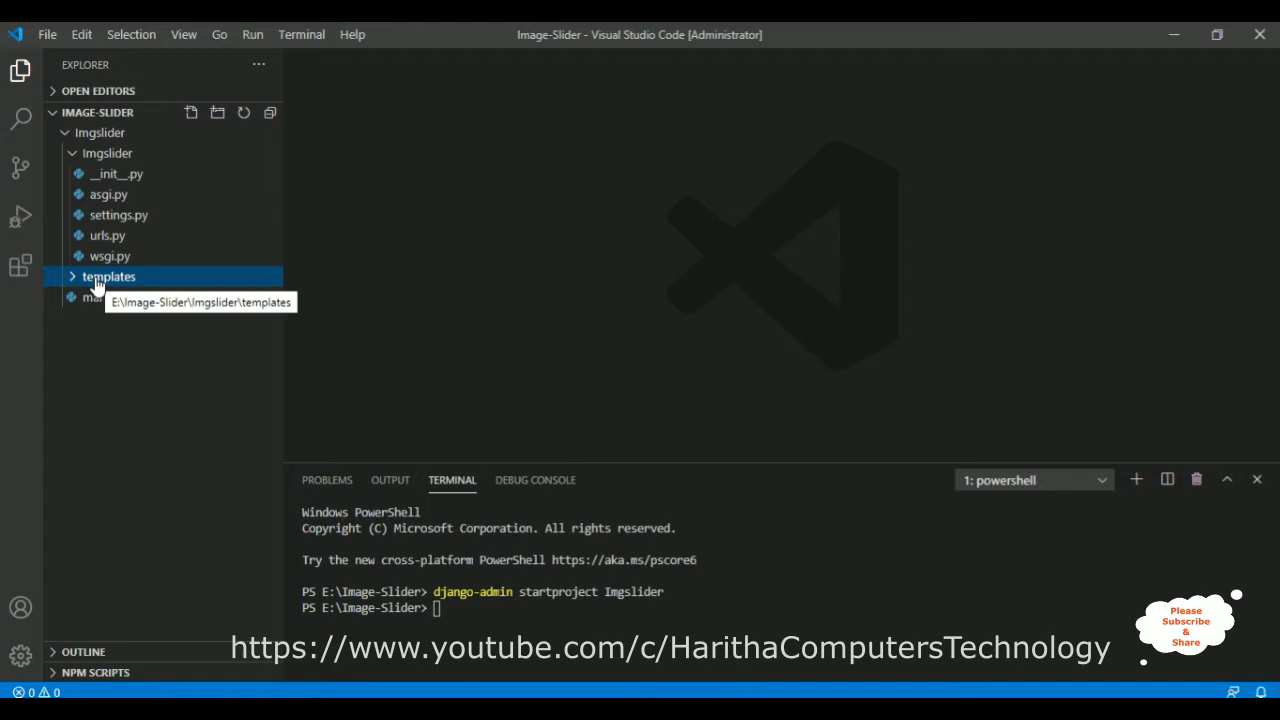 File Edit Selection View Go Run Terminal Help
Image-Slider - Visual Studio Code [Administrator]
EXPLORER
OPEN EDITORS
IMAGE-SLIDER
Imgslider
Imgslider
__init__.py
asgi.py
settings.py
urls.py
wsgi.py
templates
E:\Image-Slider\Imgslider\templates
PROBLEMS OUTPUT TERMINAL DEBUG CONSOLE
1: powershell
Windows PowerShell
Copyright (C) Microsoft Corporation. All rights reserved.
Try the new cross-platform PowerShell https://aka.ms/pscore6
PS E:\Image-Slider> django-admin startproject Imgslider
PS E:\Image-Slider>
Please
Subscribe
&
Share
https://www.youtube.com/c/HarithaComputersTechnology
OUTLINE
NPM SCRIPTS
0 0